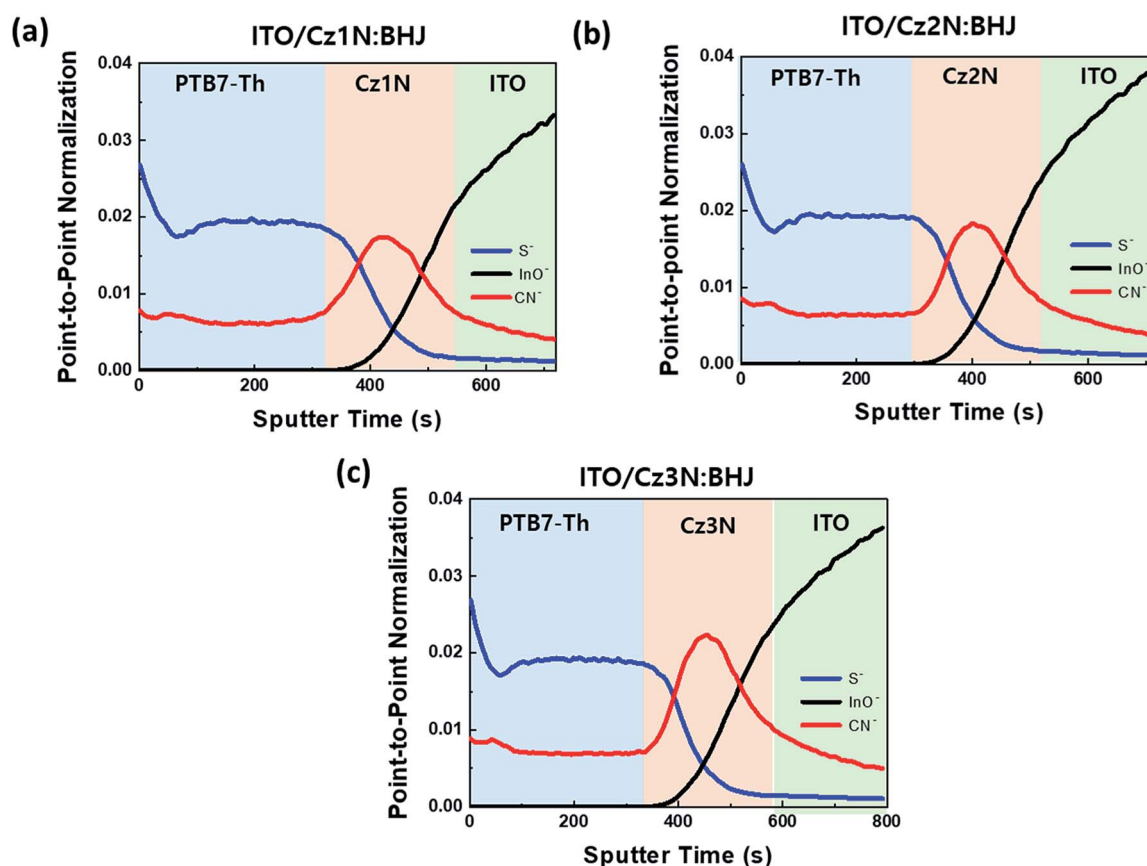 (a)
ITO/Cz1N:BHJ
Point-to-Point Normalization
0.04
0.03
0.02
0.01
0.00
PTB7-Th
Cz1N
ITO
S⁻
InO⁻
CN⁻
0
200
400
600
Sputter Time (s)
(b)
ITO/Cz2N:BHJ
Point-to-point Normalization
0.04
0.03
0.02
0.01
0.00
PTB7-Th
Cz2N
ITO
S⁻
InO⁻
CN⁻
0
200
400
600
Sputter Time (s)
(c)
ITO/Cz3N:BHJ
Point-to-Point Normalization
0.04
0.03
0.02
0.01
0.00
PTB7-Th
Cz3N
ITO
S⁻
InO⁻
CN⁻
0
200
400
600
800
Sputter Time (s)